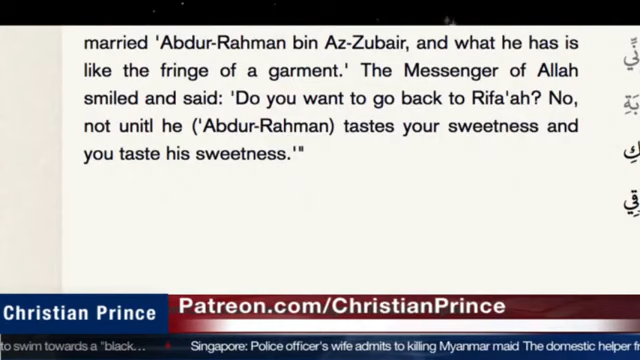 married 'Abdur-Rahman bin Az-Zubair, and what he has is
like the fringe of a garment.' The Messenger of Allah
smiled and said: 'Do you want to go back to Rifa'ah? No,
not unitl he ('Abdur-Rahman) tastes your sweetness and
you taste his sweetness.'"
Christian Prince
Patreon.com/ChristianPrince
to swim towards a "black... Singapore: Police officer's wife admits to killing Myanmar maid The domestic helper